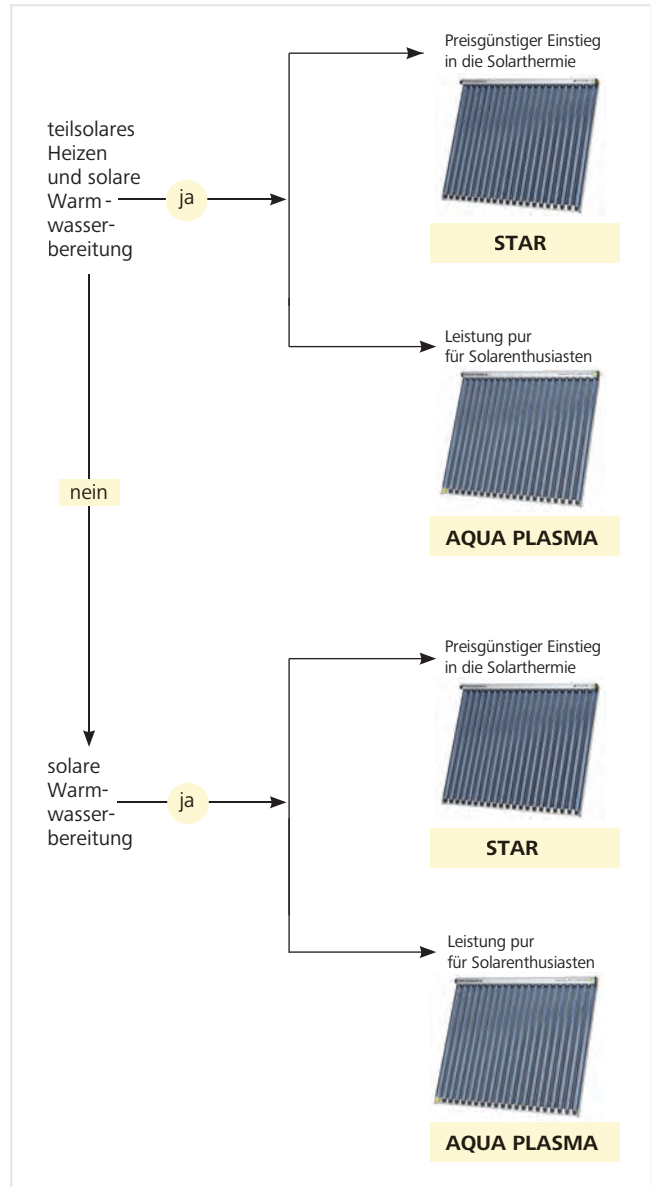 Preisgünstiger Einstieg
in die Solarthermie
teilsolares
Heizen
und solare
Warm-
wasser-
bereitung
ja
STAR
Leistung pur
für Solarenthusiasten
AQUA PLASMA
nein
Preisgünstiger Einstieg
in die Solarthermie
solare
Warm-
wasser-
bereitung
ja
STAR
Leistung pur
für Solarenthusiasten
AQUA PLASMA